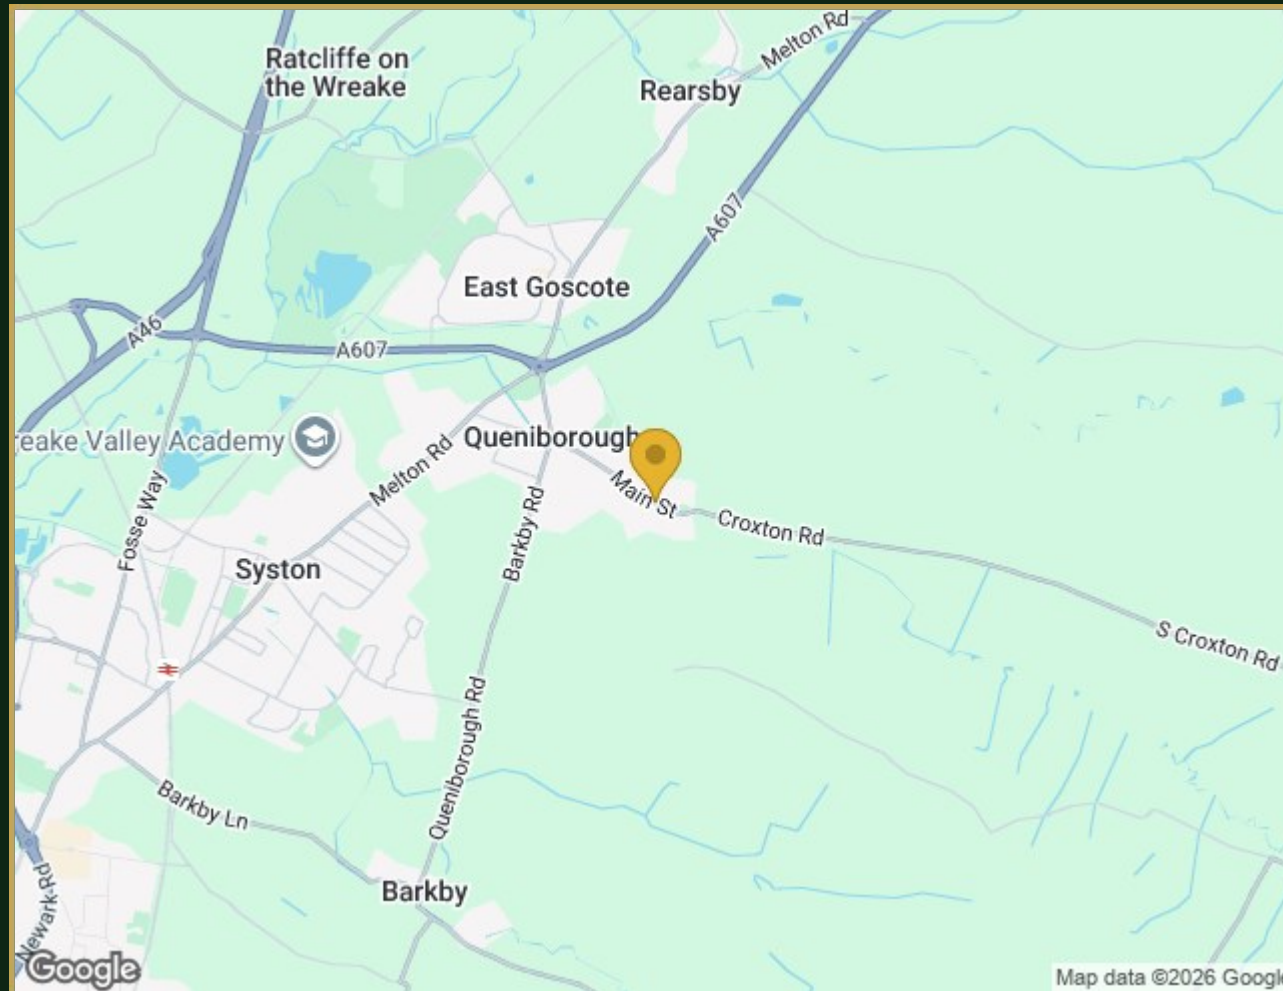 Melton Rd
Ratcliffe on
the Wreake
Rearsby
A607
East Goscote
A46
A607
reake Valley Academy
Queniborough
Melton Rd
Main St
Fosse Way
Barkby Rd
Croxton Rd
Syston
S Croxton Rd
Queniborough Rd
Barkby Ln
Barkby
Newark Rd
Google
Map data ©2026 Google